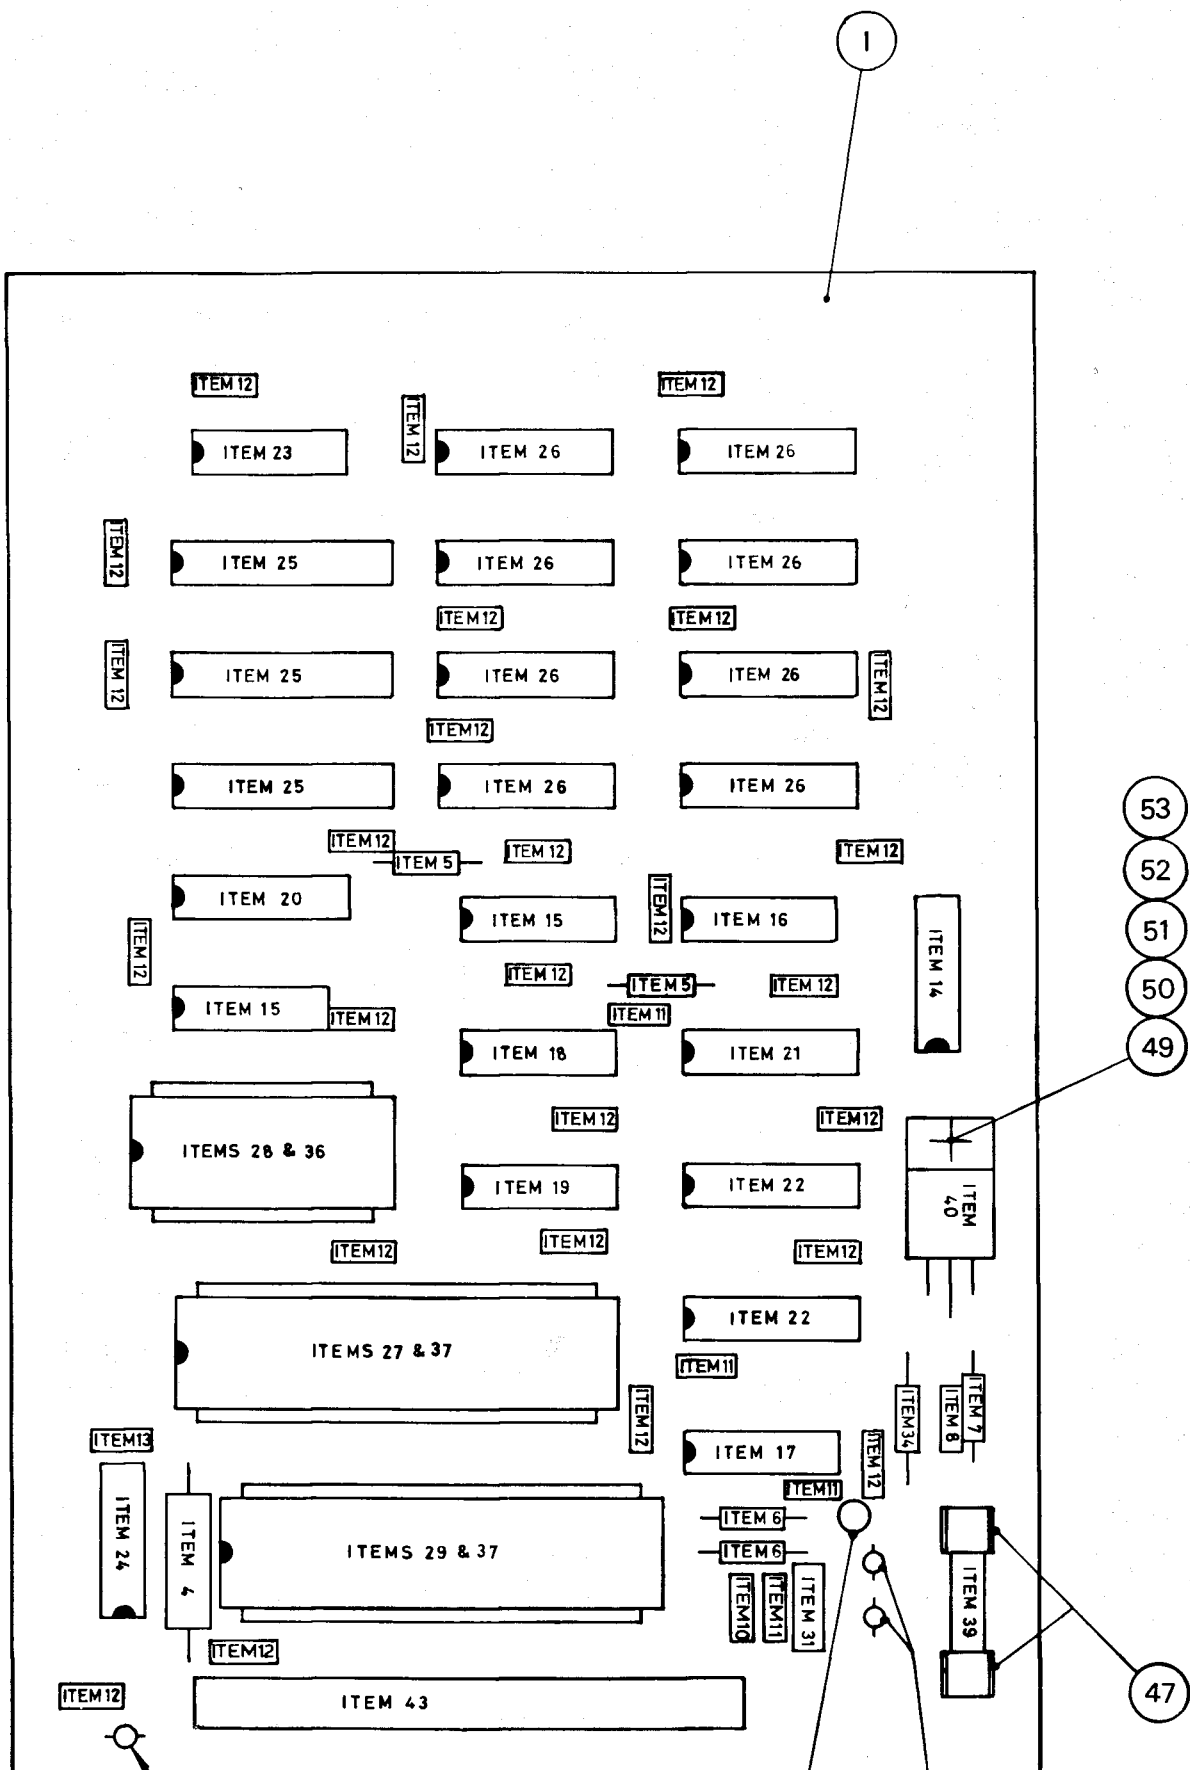 1
ITEM 12
ITEM 12
ITEM 12
ITEM 23
ITEM 26
ITEM 26
ITEM 12
ITEM 25
ITEM 26
ITEM 26
ITEM 12
ITEM 12
ITEM 12
ITEM 25
ITEM 26
ITEM 26
ITEM 12
ITEM 12
ITEM 25
ITEM 26
ITEM 26
53
ITEM 12
ITEM 5
ITEM 12
ITEM 12
52
ITEM 20
ITEM 15
ITEM 12
ITEM 16
ITEM 14
51
ITEM 12
ITEM 12
ITEM 5
ITEM 12
50
ITEM 15
ITEM 12
ITEM 11
ITEM 18
ITEM 21
49
ITEM 12
ITEM 12
ITEMS 28 & 36
ITEM 19
ITEM 22
ITEM 40
ITEM 12
ITEM 12
ITEM 12
ITEM 22
ITEMS 27 & 37
ITEM 11
ITEM 12
ITEM 34
ITEM 8
ITEM 7
ITEM 13
ITEM 17
ITEM 12
ITEM 11
ITEM 24
ITEM 4
ITEMS 29 & 37
ITEM 6
ITEM 6
ITEM 10
ITEM 11
ITEM 31
ITEM 39
ITEM 12
ITEM 12
ITEM 43
47